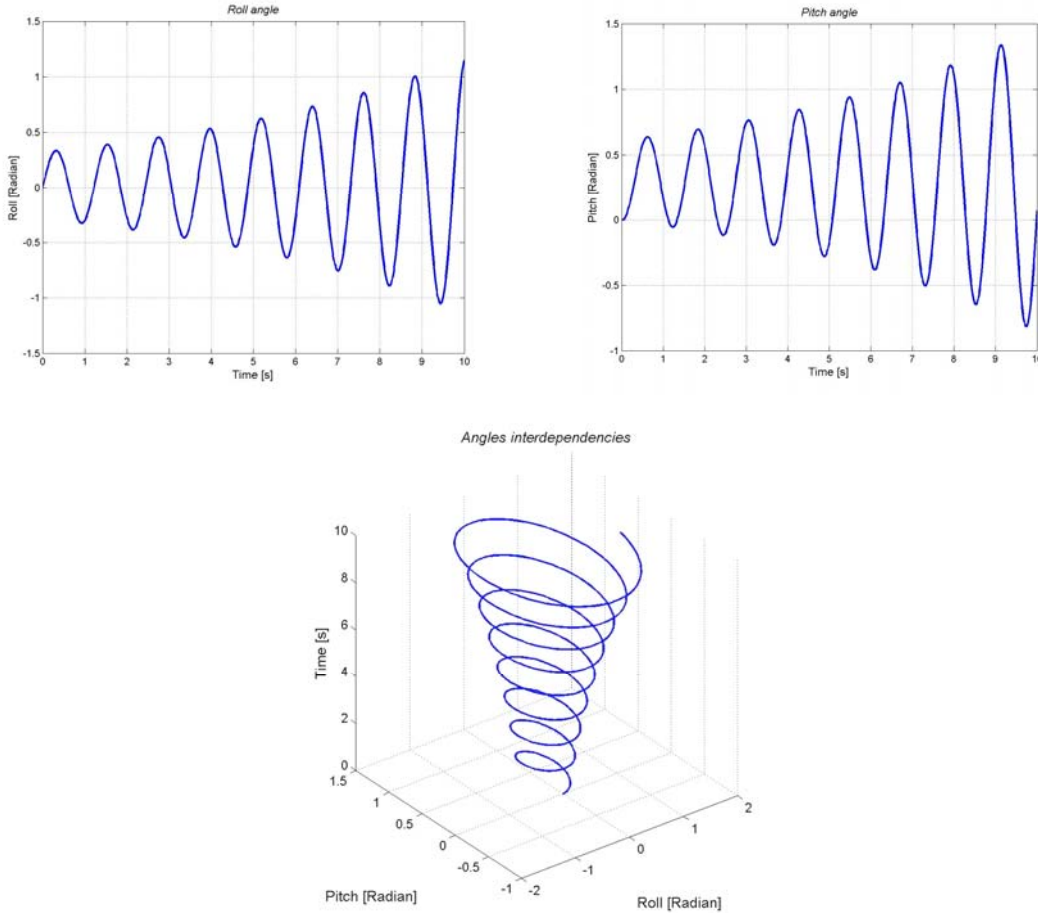 Roll angle
1.5
1
0.5
0
-0.5
-1
-1.5
Roll [Radian]
0 1 2 3 4 5 6 7 8 9 10
Time [s]
Pitch angle
1.5
1
0.5
0
-0.5
-1
Pitch [Radian]
0 1 2 3 4 5 6 7 8 9 10
Time [s]
Angles interdependencies
10
8
6
4
2
0
Time [s]
1.5
1
0.5
0
-0.5
-1
Pitch [Radian]
-2
-1
0
1
2
Roll [Radian]